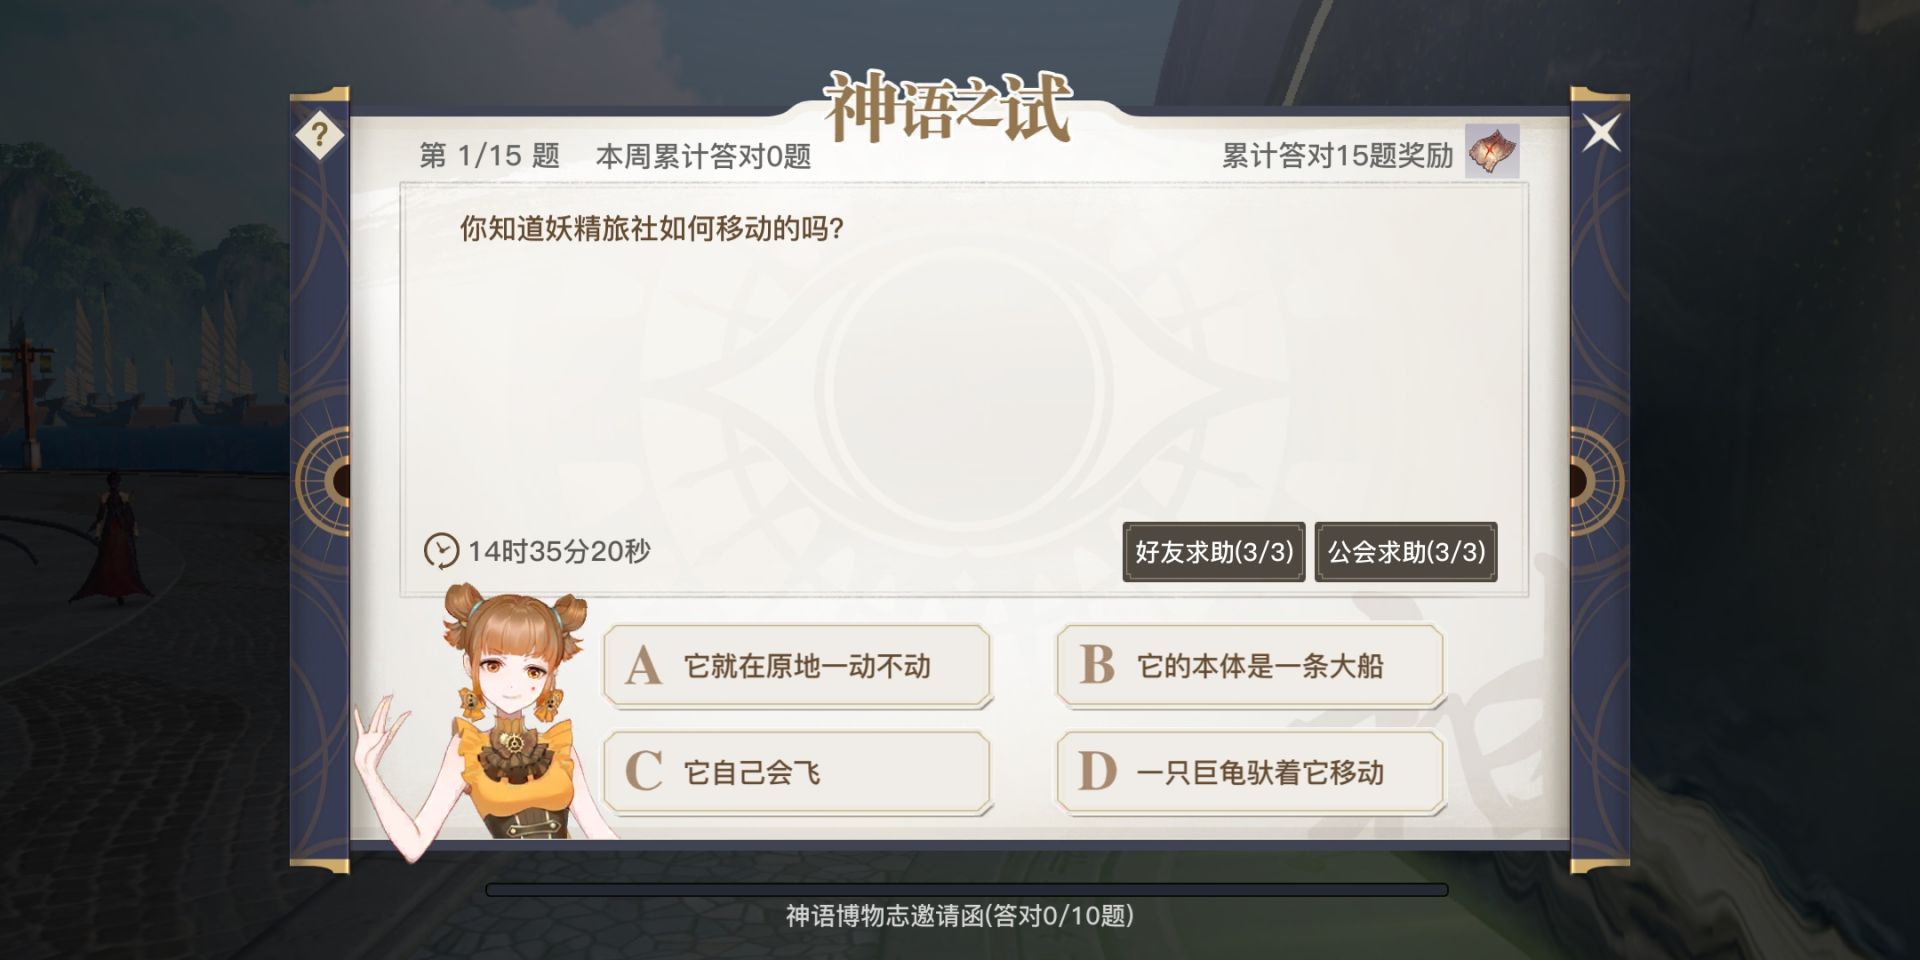 神语之试
?
第 1/15 题 本周累计答对0题 累计答对15题奖励
你知道妖精旅社如何移动的吗?
14时35分20秒 好友求助(3/3) 公会求助(3/3)
A 它就在原地一动不动 B 它的本体是一条大船
C 它自己会飞 D 一只巨龟驮着它移动
神语博物志邀请函(答对0/10题)